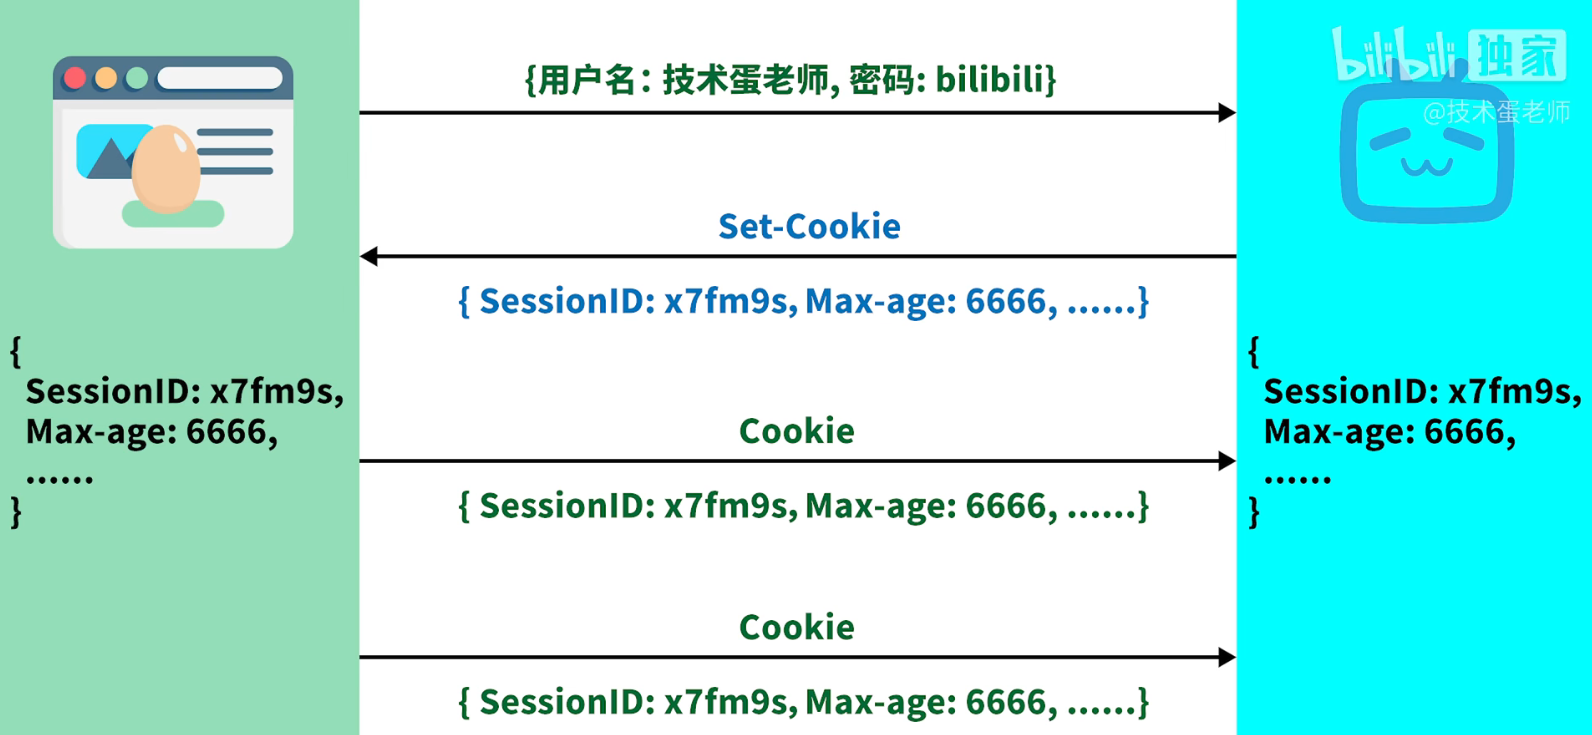 {用户名：技术蛋老师, 密码: bilibili}
bilibili 独家
@技术蛋老师
Set-Cookie
{ SessionID: x7fm9s, Max-age: 6666, ......}
{
SessionID: x7fm9s,
Max-age: 6666,
......
}
{
SessionID: x7fm9s,
Max-age: 6666,
......
}
Cookie
{ SessionID: x7fm9s, Max-age: 6666, ......}
Cookie
{ SessionID: x7fm9s, Max-age: 6666, ......}